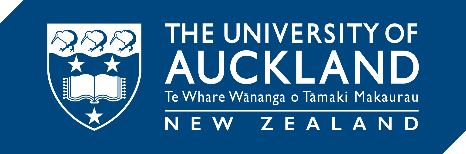 THE UNIVERSITY OF
AUCKLAND
Te Whare Wānanga o Tāmaki Makaurau
NEW ZEALAND